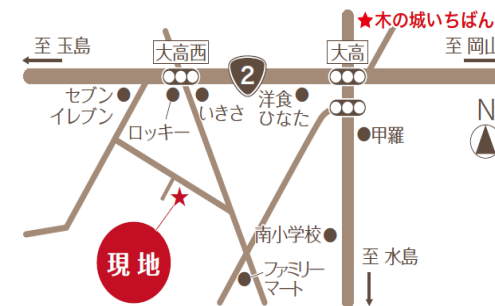 ★木の城いちばん
至 玉島
大高西
大高
至 岡山
2
セブン
イレブン
ロッキー
いきさ
洋食
ひなた
甲羅
N
現地
南小学校
ファミリー
マート
至 水島